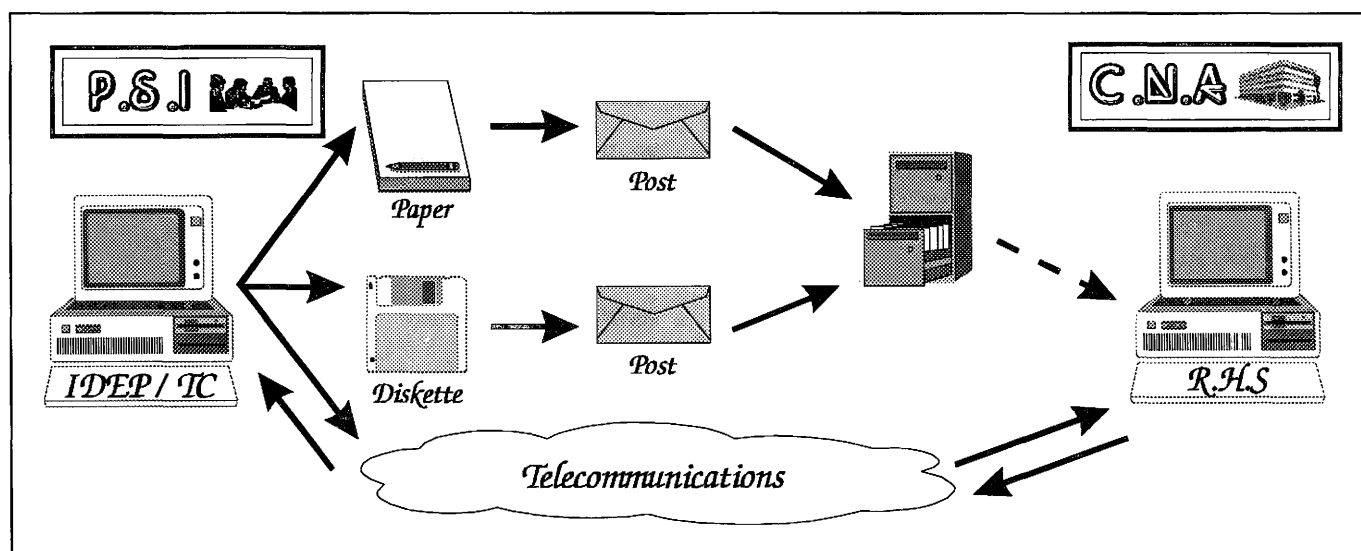 P.S.I
C.N.A
Paper
Post
Diskette
Post
IDEP / TC
R.H.S
Telecommunications